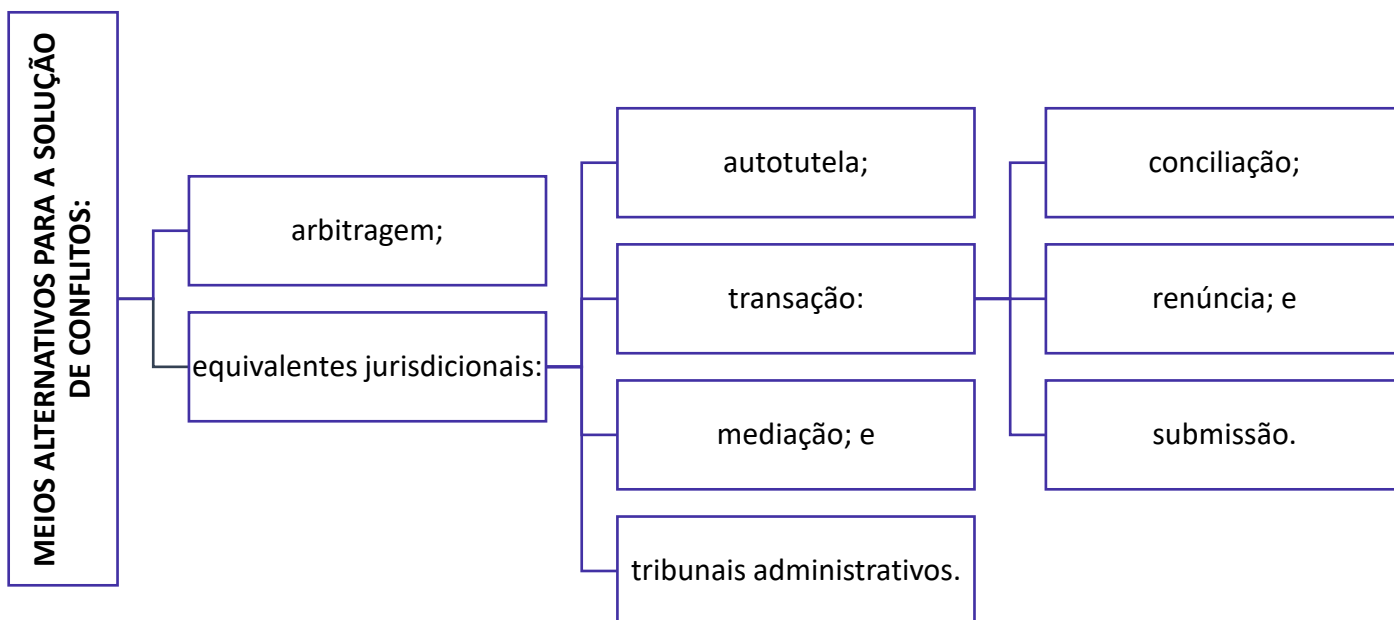 MEIOS ALTERNATIVOS PARA A SOLUÇÃO
DE CONFLITOS:
arbitragem;
equivalentes jurisdicionais:
autotutela;
transação:
mediação; e
tribunais administrativos.
conciliação;
renúncia; e
submissão.